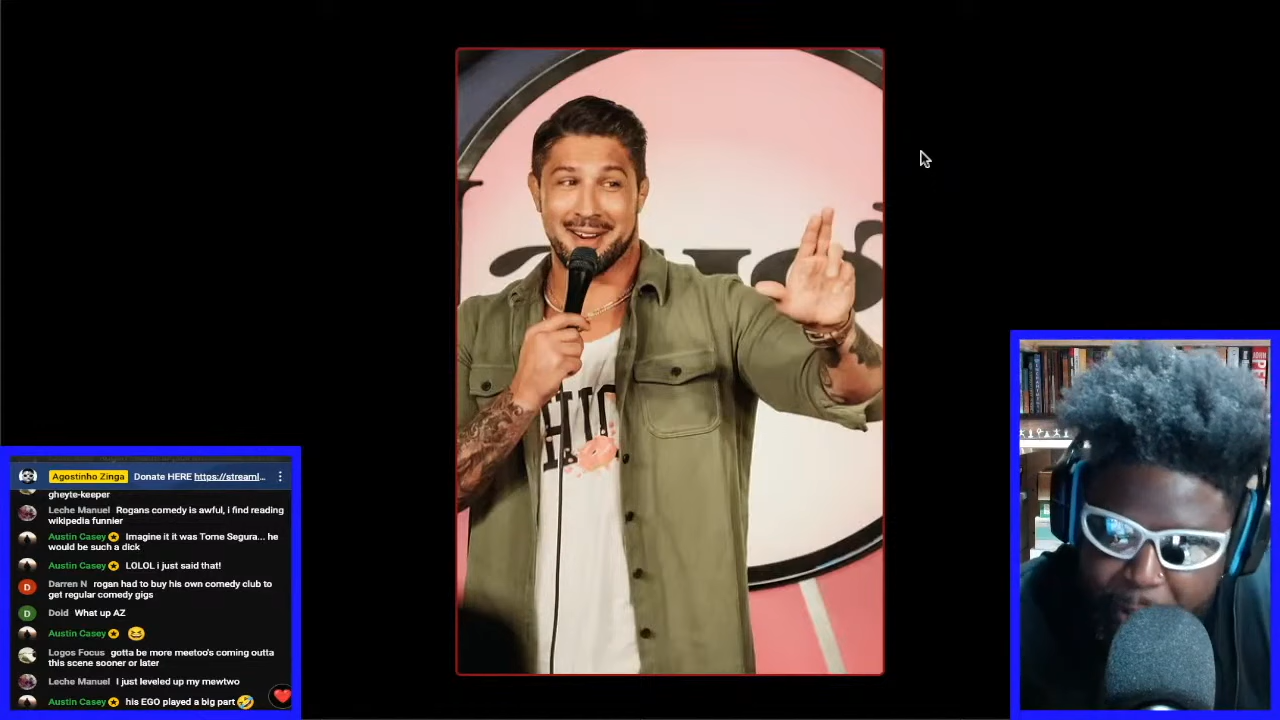 HUG
Agostinho Zinga Donate HERE https://streaml...
gheyte-keeper
Leche Manuel Rogans comedy is awful, i find reading
wikipedia funnier
Austin Casey Imagine it it was Tome Segura... he
would be such a dick
Austin Casey LOLOL i just said that!
Darren N rogan had to buy his own comedy club to
get regular comedy gigs
D
Dold What up AZ
D
Austin Casey 😆
Logos Focus gotta be more meetoo's coming outta
this scene sooner or later
Leche Manuel I just leveled up my mewtwo
Austin Casey his EGO played a big part 🤣